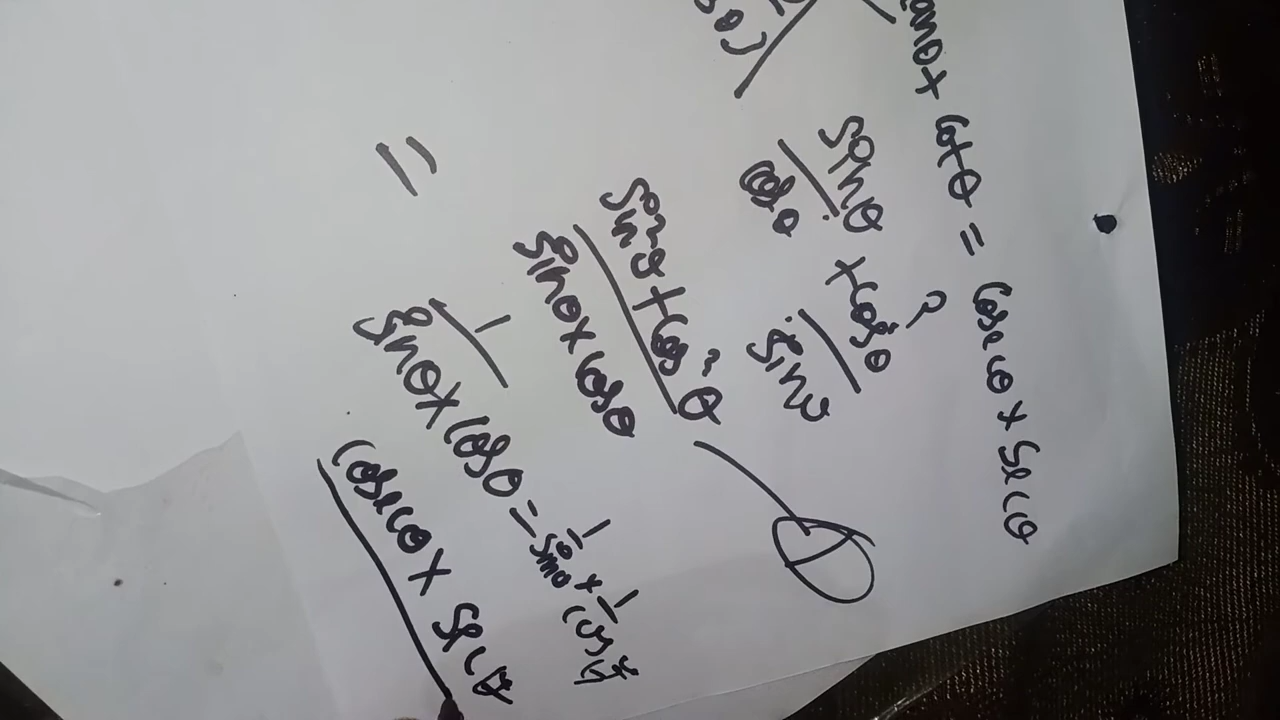 tanθ + cotθ = cosecθ × secθ
sinθ/cosθ + cosθ/sinθ
sin²θ + cos²θ
sinθ × cosθ
1
1/sinθ × cosθ = 1/sinθ × 1/cosθ
= cosecθ × secθ